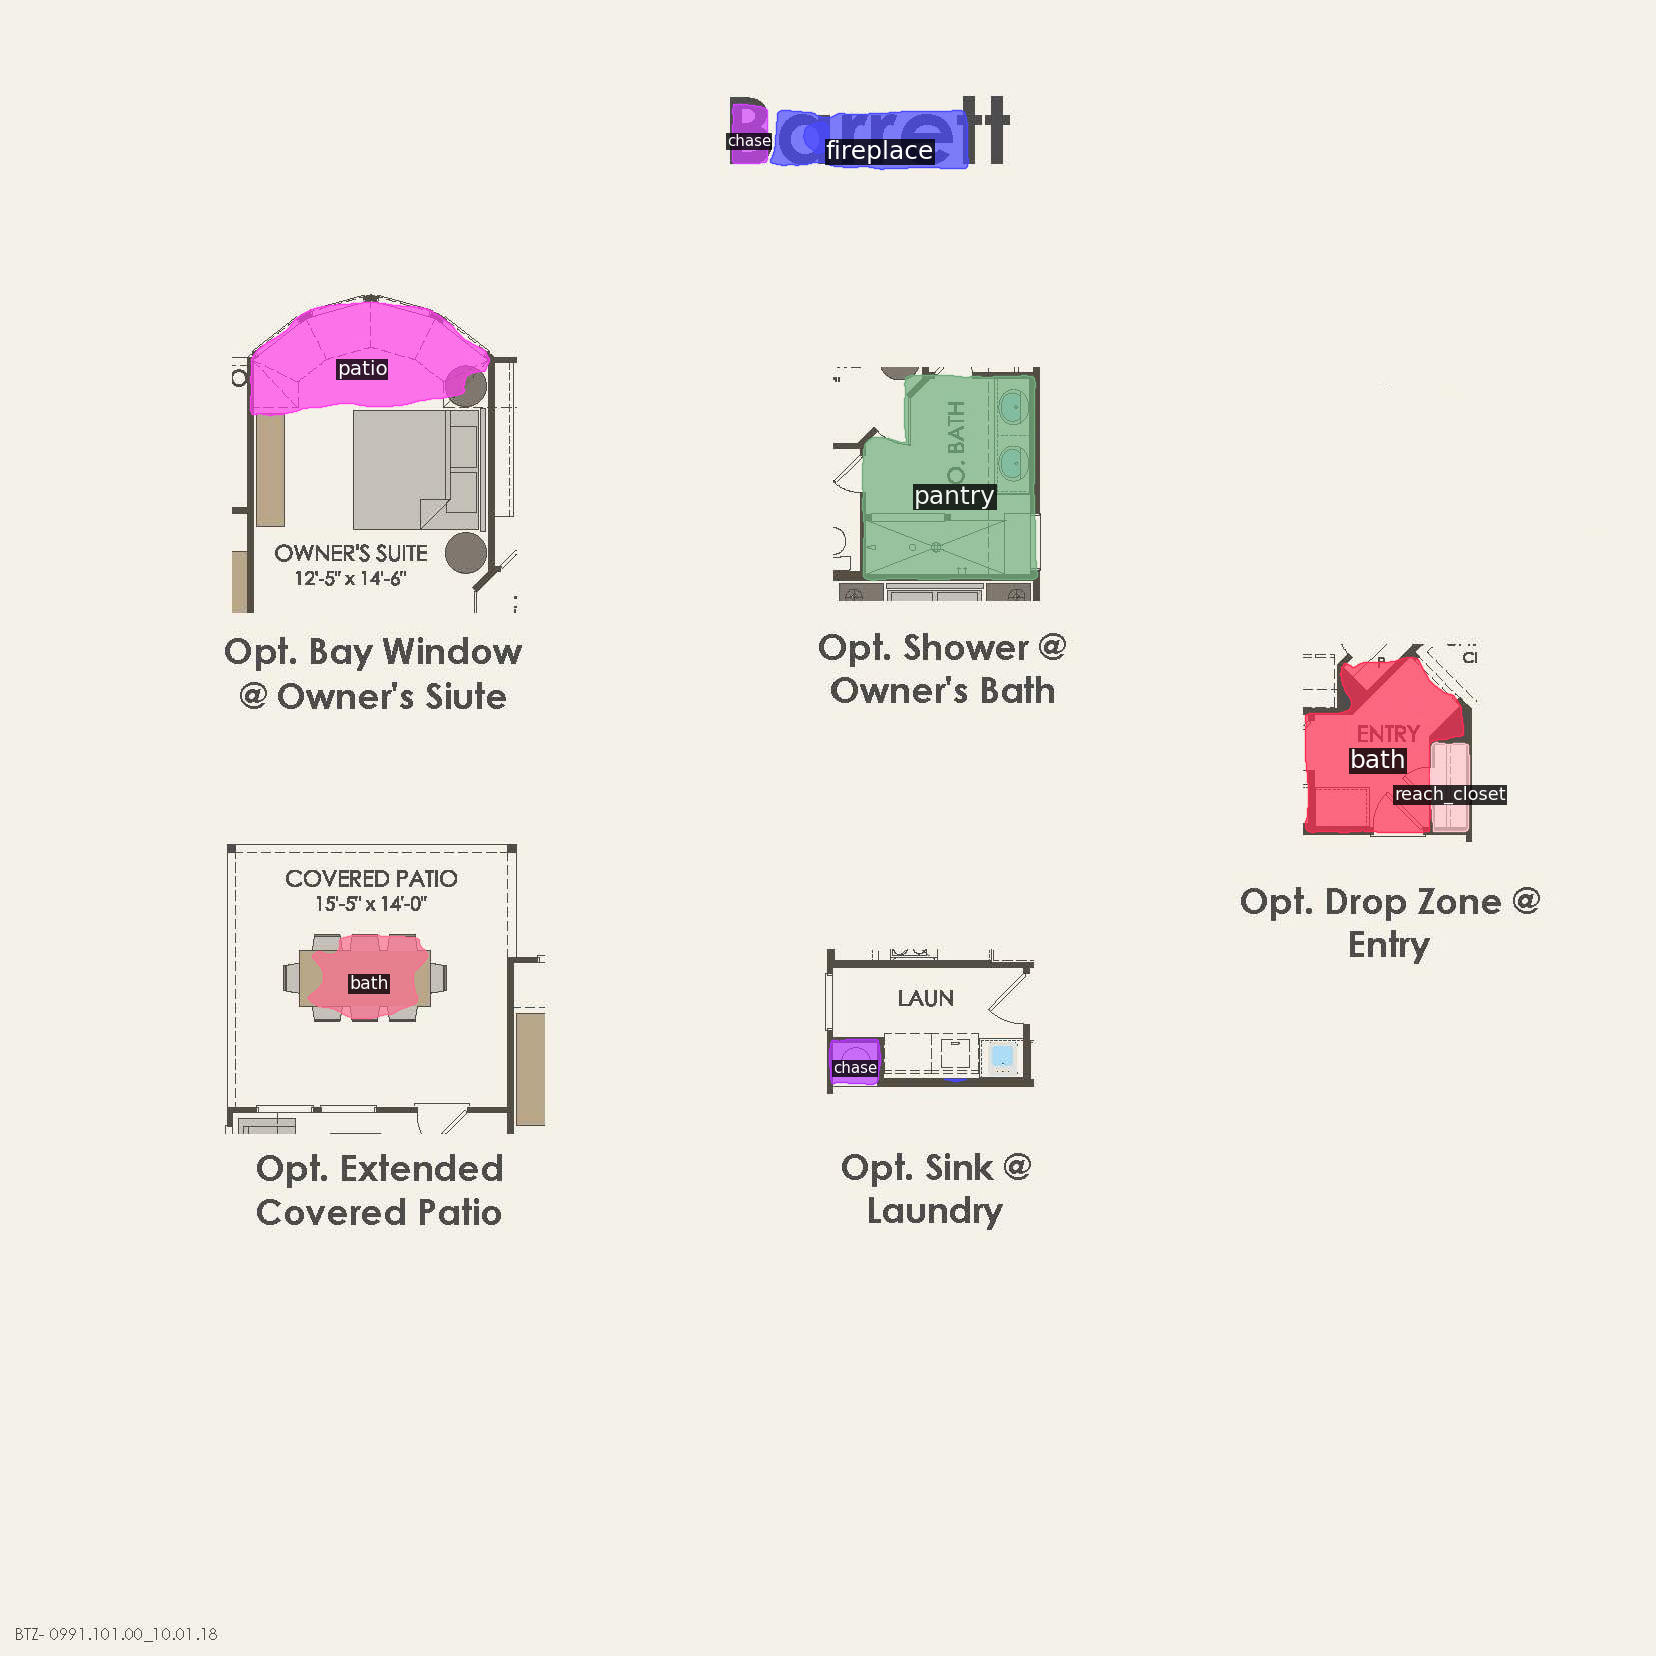 Barrett
chase
fireplace
patio
OWNER'S SUITE
12'-5" x 14'-6"
Opt. Bay Window
@ Owner's Siute
O. BATH
pantry
Opt. Shower @
Owner's Bath
P
ENTRY
bath
reach_closet
Opt. Drop Zone @
Entry
COVERED PATIO
15'-5" x 14'-0"
bath
Opt. Extended
Covered Patio
LAUN
chase
Opt. Sink @
Laundry
BTZ- 0991.101.00_10.01.18